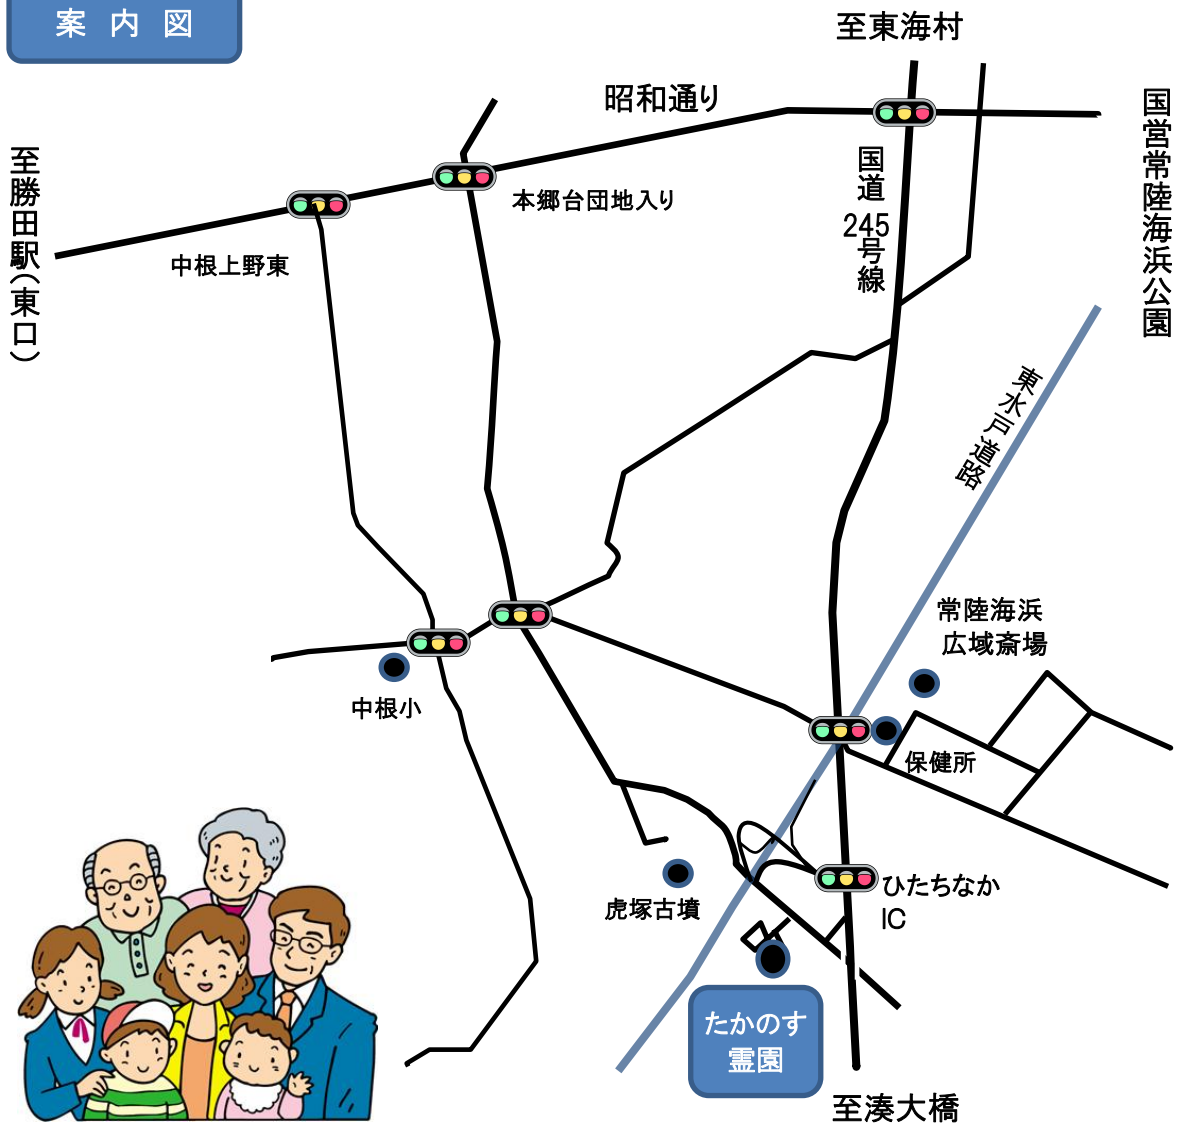 案内図
至東海村
昭和通り
国営常陸海浜公園
至勝田駅(東口)
国道245号線
本郷台団地入り
中根上野東
東水戸道路
常陸海浜
広域斎場
中根小
保健所
虎塚古墳
ひたちなか
IC
たかのす
霊園
至湊大橋